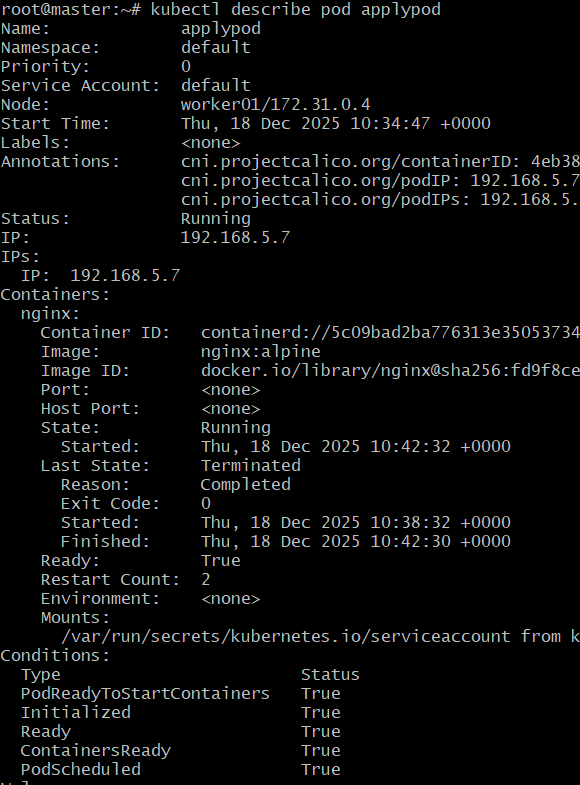 root@master:~# kubectl describe pod applypod
Name:             applypod
Namespace:        default
Priority:         0
Service Account:  default
Node:             worker01/172.31.0.4
Start Time:       Thu, 18 Dec 2025 10:34:47 +0000
Labels:           <none>
Annotations:      cni.projectcalico.org/containerID: 4eb38
                  cni.projectcalico.org/podIP: 192.168.5.7
                  cni.projectcalico.org/podIPs: 192.168.5.
Status:           Running
IP:               192.168.5.7
IPs:
  IP:  192.168.5.7
Containers:
  nginx:
    Container ID:   containerd://5c09bad2ba776313e35053734
    Image:          nginx:alpine
    Image ID:       docker.io/library/nginx@sha256:fd9f8ce
    Port:           <none>
    Host Port:      <none>
    State:          Running
      Started:      Thu, 18 Dec 2025 10:42:32 +0000
    Last State:     Terminated
      Reason:       Completed
      Exit Code:    0
      Started:      Thu, 18 Dec 2025 10:38:32 +0000
      Finished:     Thu, 18 Dec 2025 10:42:30 +0000
    Ready:          True
    Restart Count:  2
    Environment:    <none>
    Mounts:
      /var/run/secrets/kubernetes.io/serviceaccount from k
Conditions:
  Type                        Status
  PodReadyToStartContainers   True
  Initialized                 True
  Ready                       True
  ContainersReady             True
  PodScheduled                True